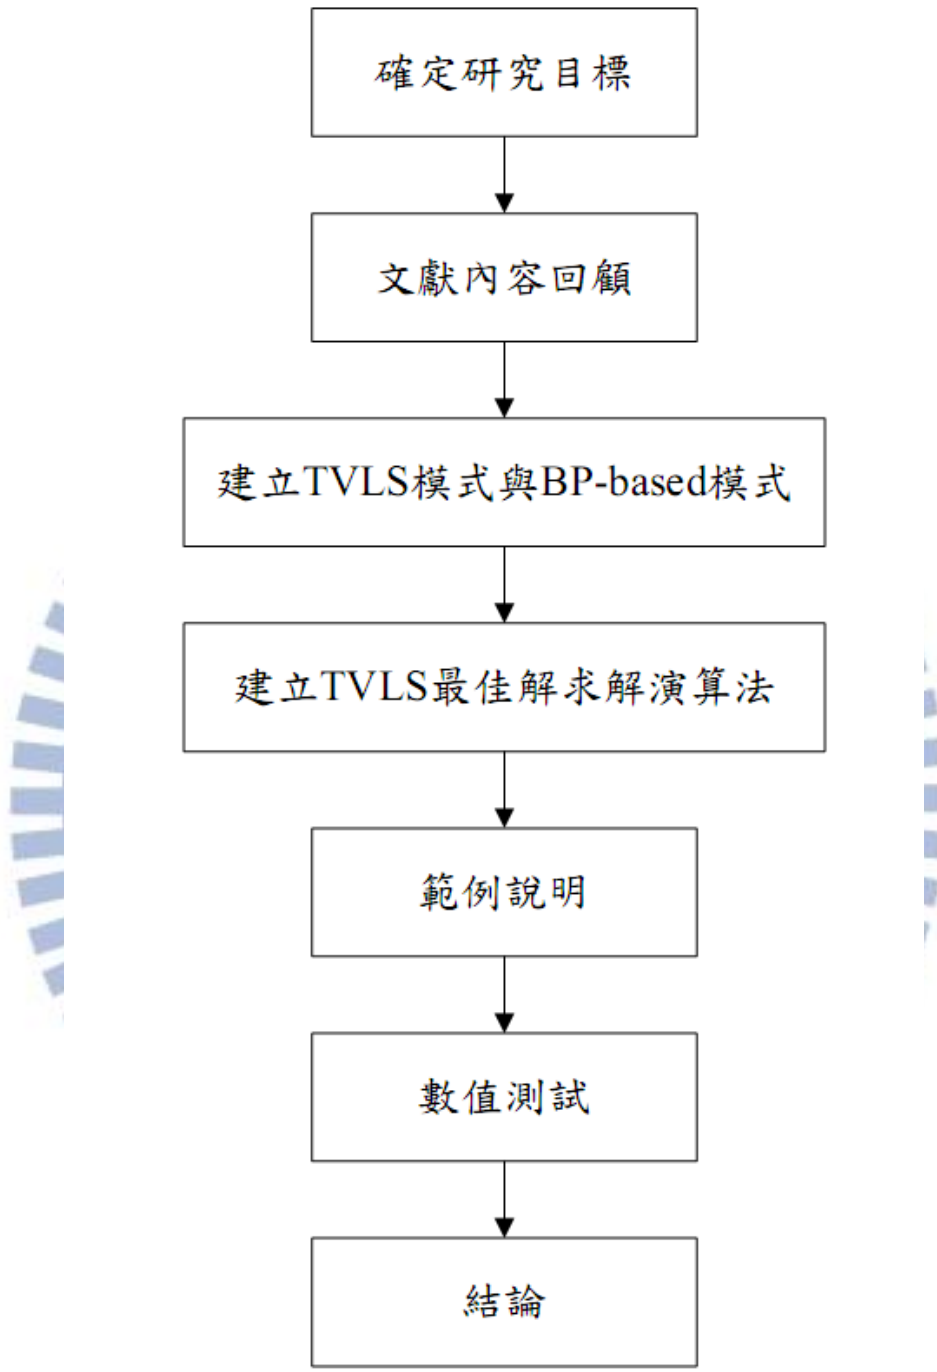 確定研究目標
文獻內容回顧
建立TVLS模式與BP-based模式
建立TVLS最佳解求解演算法
範例說明
數值測試
結論